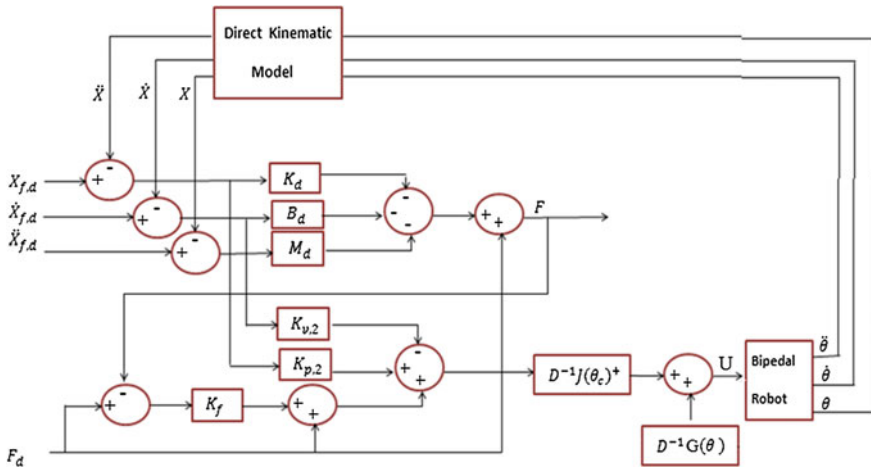 Direct Kinematic
Model
Ẍ
Ẋ
X
-
X_{f,d}
+
K_d
-
-
Ẋ_{f,d}
+
B_d
-
+
+
F
-
-
Ẍ_{f,d}
+
M_d
K_{v,2}
-
K_{p,2}
+
+
D^{-1}J(θ_c)^+
U
Bipedal
Robot
θ̈
θ̇
θ
-
+
K_f
+
+
+
+
F_d
D^{-1}G(θ)